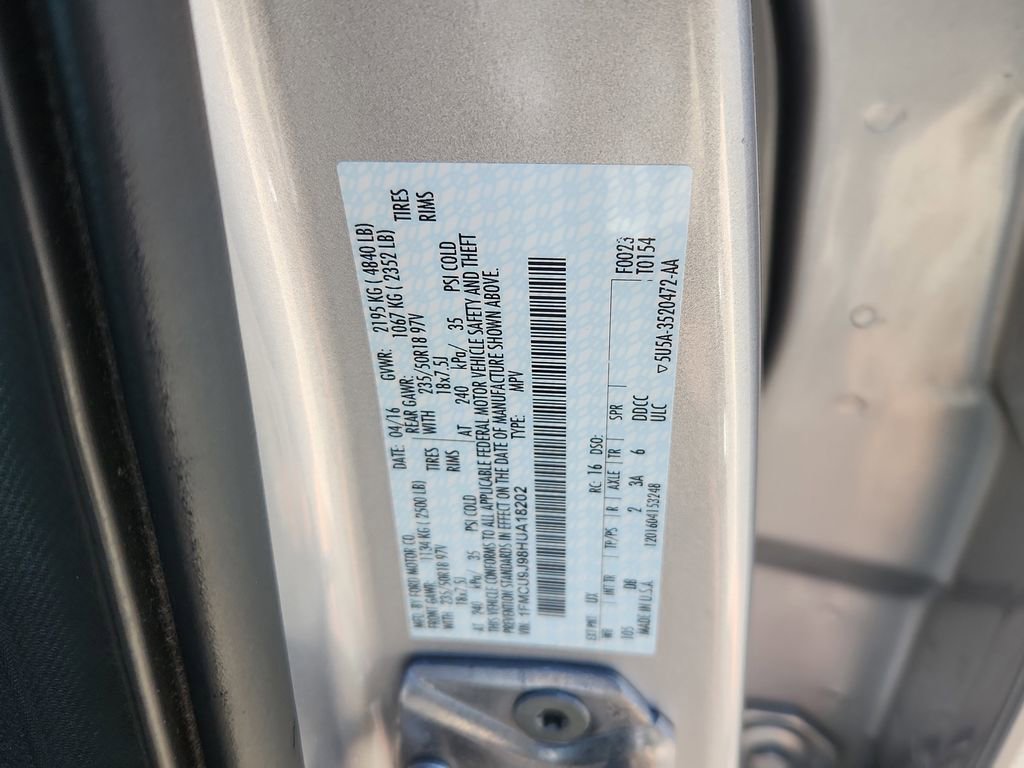 MFD. BY FORD MOTOR CO. DATE: 04/16 GVWR: 2195 KG ( 4840 LB)
FRONT GAWR: 1134 KG ( 2500 LB) REAR GAWR: 1067 KG ( 2352 LB)
WITH 235/50R18 97V TIRES WITH 235/50R18 97V TIRES
18x7.5J RIMS 18x7.5J RIMS
AT 240 kPa/ 35 PSI COLD AT 240 kPa/ 35 PSI COLD
THIS VEHICLE CONFORMS TO ALL APPLICABLE FEDERAL MOTOR VEHICLE SAFETY AND THEFT
PREVENTION STANDARDS IN EFFECT ON THE DATE OF MANUFACTURE SHOWN ABOVE.
VIN: 1FMCU9J98HUA18202 TYPE: MPV
F0023
EXT PNT: UX RC: 16 DSO: T0154
WB INT TR TP/PS R AXLE TR SPR
105 D8 2 3A 6 DDCC
MADE IN U.S.A. 1201604153248 ULC ▽5U5A-3520472-AA